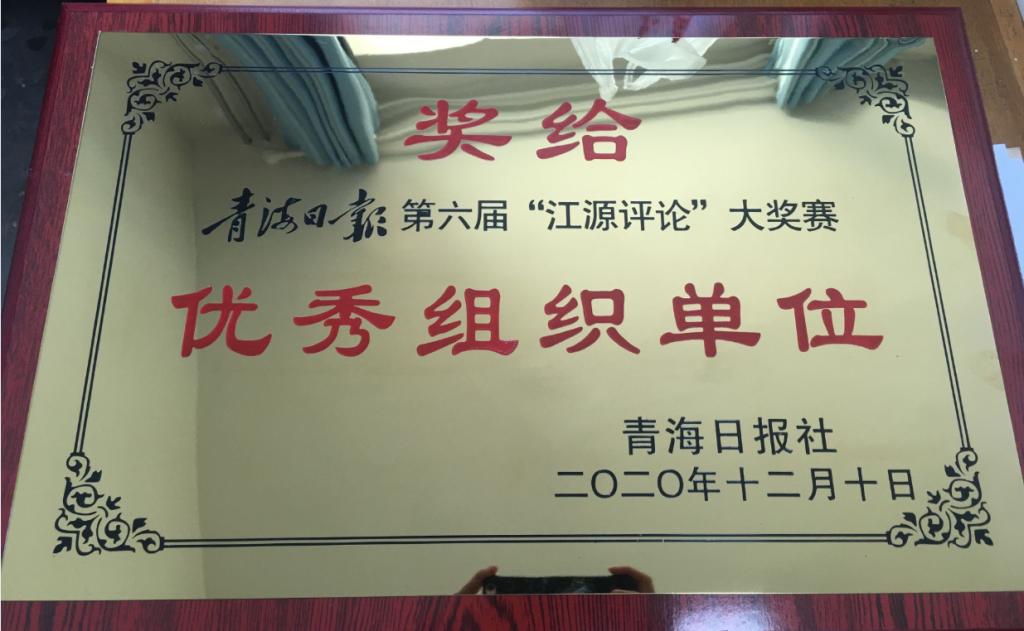 奖给
青海日报第六届“江源评论”大奖赛
优秀组织单位
青海日报社
二〇二〇年十二月十日